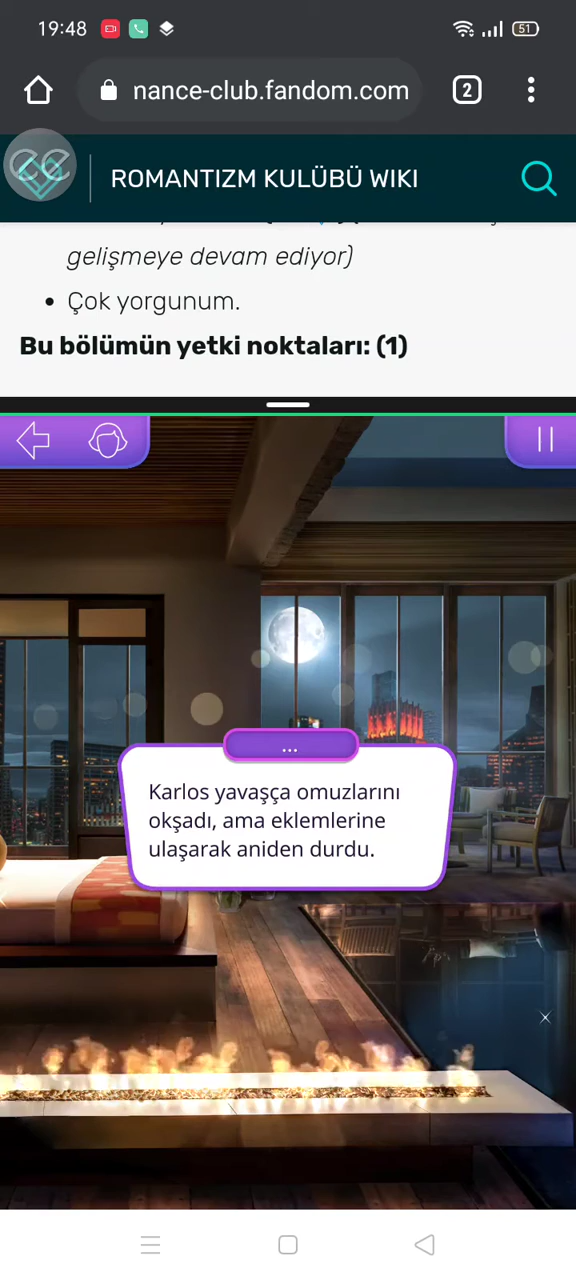 19:48
51
nance-club.fandom.com
2
ROMANTIZM KULÜBÜ WIKI
gelişmeye devam ediyor)
• Çok yorgunum.
Bu bölümün yetki noktaları: (1)
...
Karlos yavaşça omuzlarını
okşadı, ama eklemlerine
ulaşarak aniden durdu.